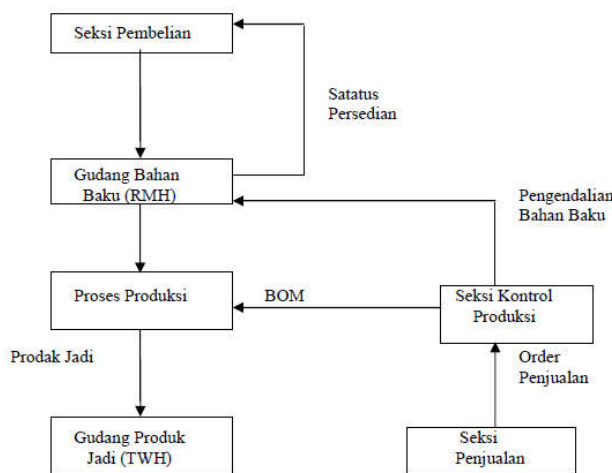 Seksi Pembelian
Satatus
Persedian
Gudang Bahan
Baku (RMH)
Pengendalian
Bahan Baku
Proses Produksi
BOM
Seksi Kontrol
Produksi
Prodak Jadi
Order
Penjualan
Gudang Produk
Jadi (TWH)
Seksi
Penjualan